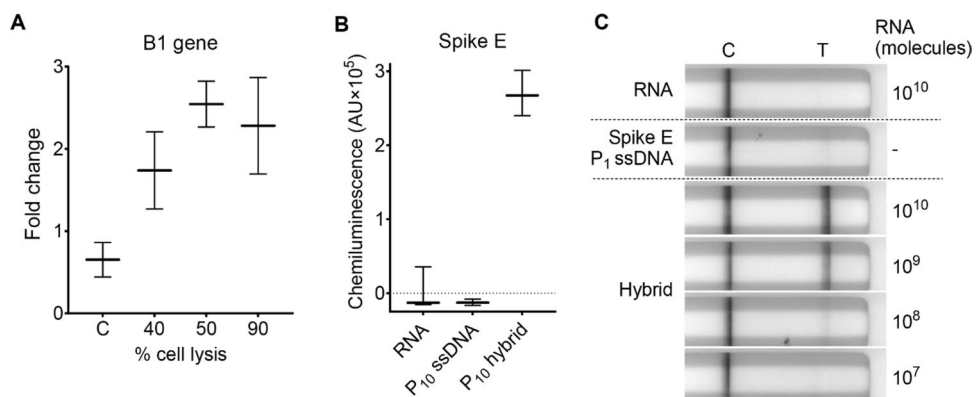 A
B1 gene
Fold change
3
2
1
0
C 40 50 90
% cell lysis
B
Spike E
Chemiluminescence (AU×10⁵)
3
2
1
0
RNA
P₁₀ ssDNA
P₁₀ hybrid
C
C T RNA
(molecules)
RNA 10¹⁰
Spike E
P₁ ssDNA -
Hybrid
10¹⁰
10⁹
10⁸
10⁷